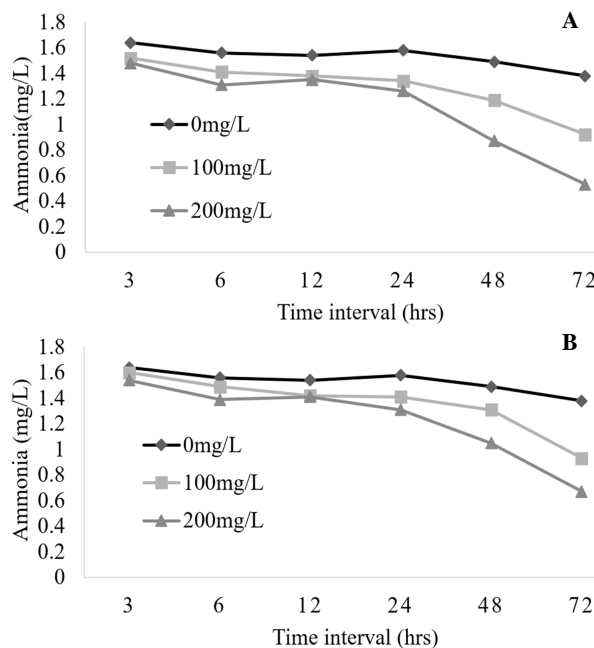 A
1.8
1.6
1.4
1.2
1
0.8
0.6
0.4
0.2
0
Ammonia(mg/L)
0mg/L
100mg/L
200mg/L
3 6 12 24 48 72
Time interval (hrs)
B
1.8
1.6
1.4
1.2
1
0.8
0.6
0.4
0.2
0
Ammonia (mg/L)
0mg/L
100mg/L
200mg/L
3 6 12 24 48 72
Time interval (hrs)